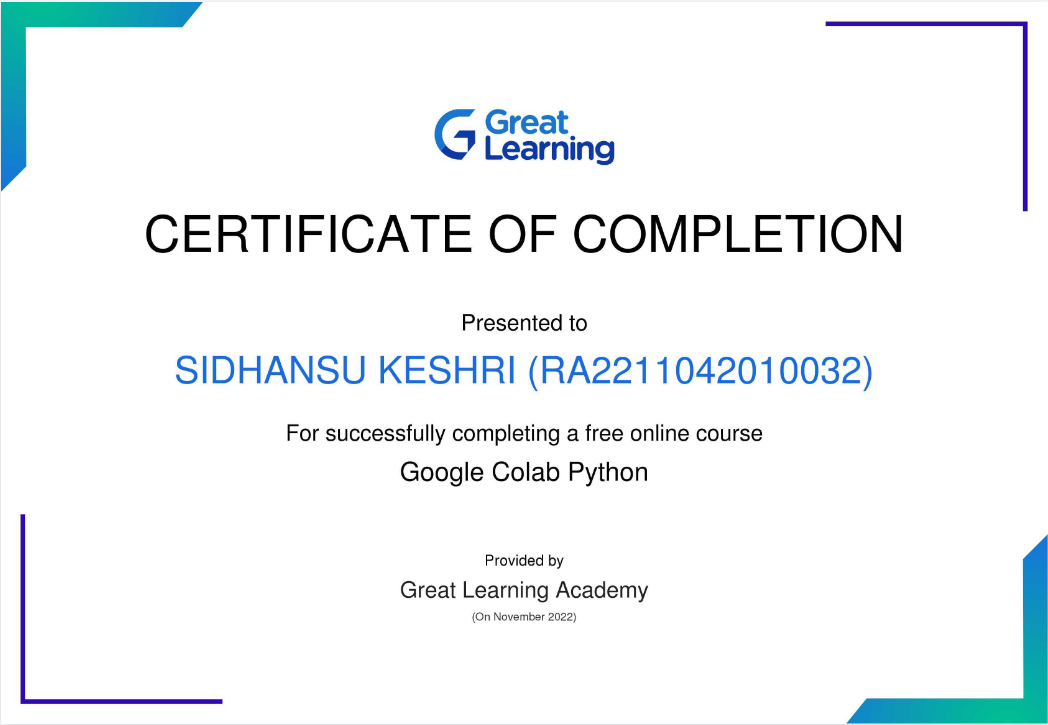 Great
Learning
CERTIFICATE OF COMPLETION
Presented to
SIDHANSU KESHRI (RA2211042010032)
For successfully completing a free online course
Google Colab Python
Provided by
Great Learning Academy
(On November 2022)